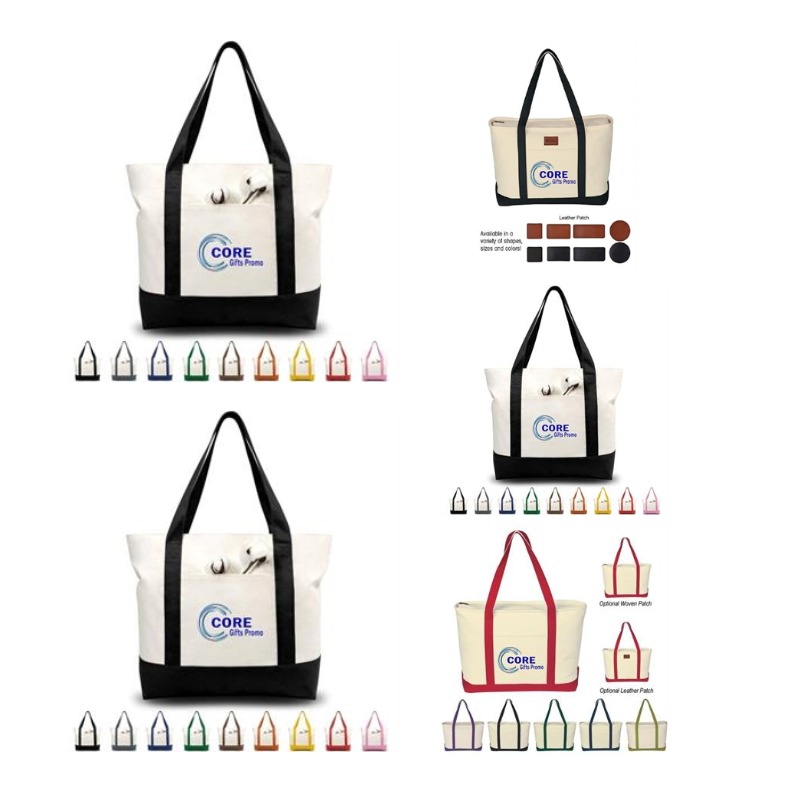 CORE
Gifts Promo
CORE
Gifts Promo
Leather Patch
Available in a
variety of shapes,
sizes and colors!
CORE
Gifts Promo
CORE
Gifts Promo
CORE
Gifts Promo
Optional Woven Patch
Optional Leather Patch